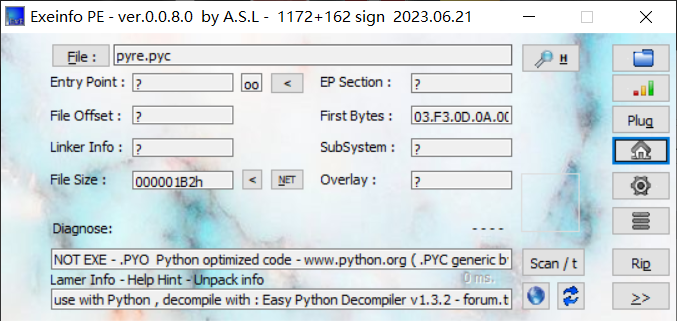 Exeinfo PE - ver.0.0.8.0 by A.S.L - 1172+162 sign 2023.06.21
File : pyre.pyc H
Entry Point : ? oo < EP Section : ?
File Offset : ? First Bytes : 03.F3.0D.0A.00 Plug
Linker Info : ? SubSystem : ?
File Size : 000001B2h < NET Overlay : ?
Diagnose: ----
NOT EXE - .PYO Python optimized code - www.python.org ( .PYC generic by Scan / t Rip
Lamer Info - Help Hint - Unpack info 0 ms.
use with Python , decompile with : Easy Python Decompiler v1.3.2 - forum.t >>